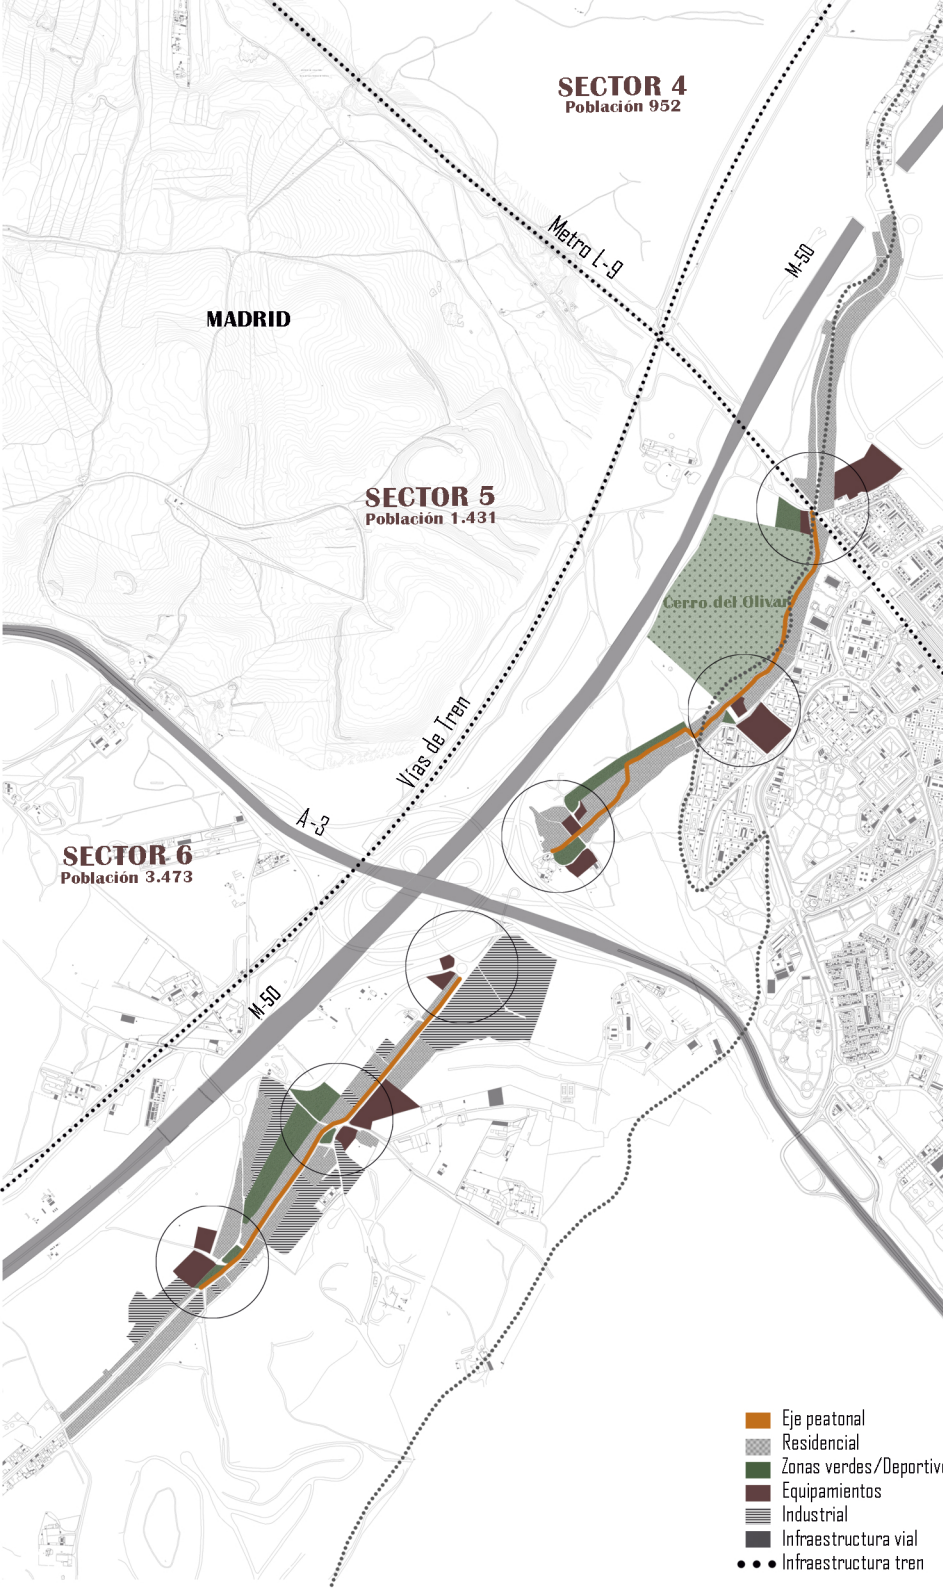 SECTOR 4
Población 952
Metro L-9
M-50
MADRID
SECTOR 5
Población 1.431
Cerro del Olivar
Vías de Tren
A-3
SECTOR 6
Población 3.473
M-50
Eje peatonal
Residencial
Zonas verdes/Deportivo
Equipamientos
Industrial
Infraestructura vial
Infraestructura tren